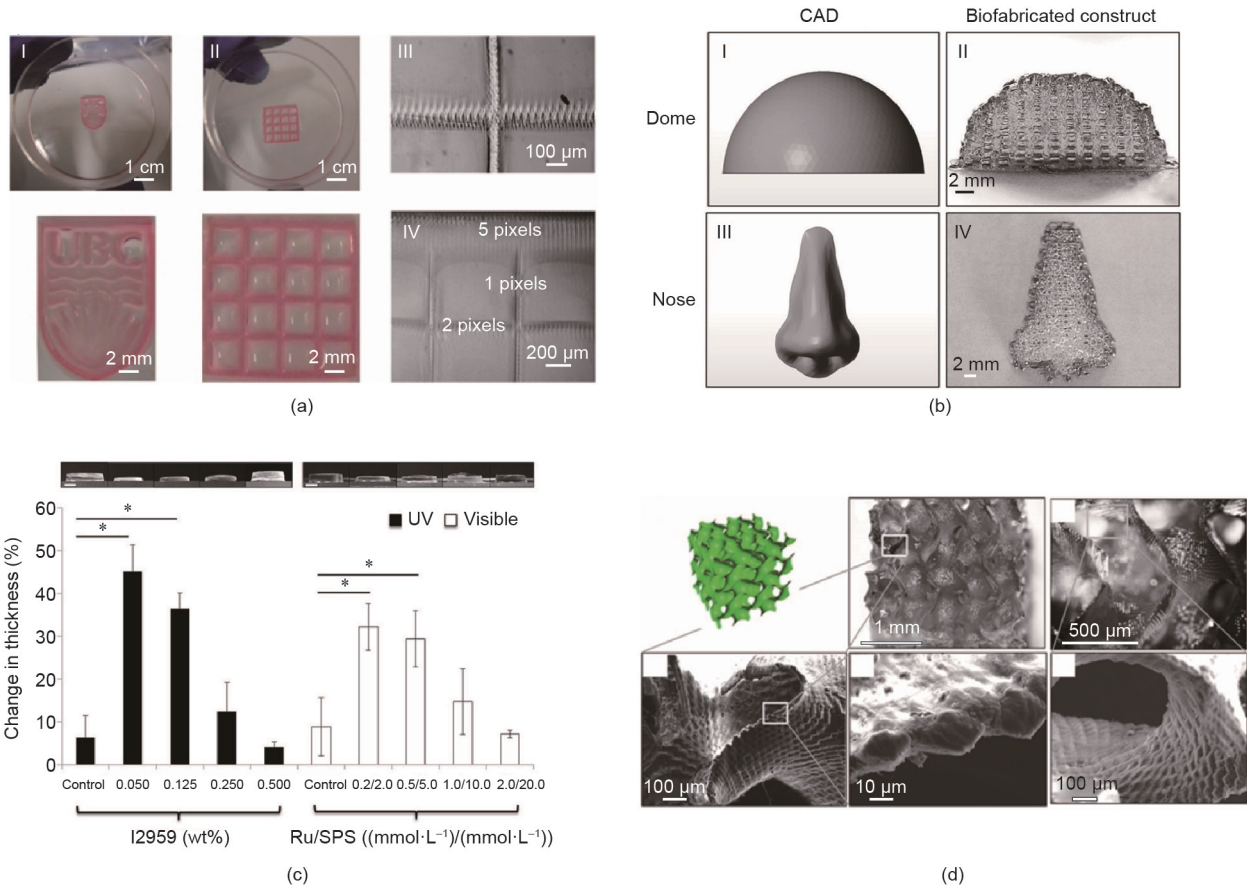 I
II
III
1 cm
1 cm
100 µm
UBC
IV
5 pixels
1 pixels
2 pixels
2 mm
2 mm
200 µm
(a)
CAD
Biofabricated construct
I
II
Dome
2 mm
III
IV
Nose
2 mm
(b)
60
50
40
30
20
10
0
Change in thickness (%)
UV
Visible
*
*
*
*
Control
0.050
0.125
0.250
0.500
Control
0.2/2.0
0.5/5.0
1.0/10.0
2.0/20.0
I2959 (wt%)
Ru/SPS ((mmol·L⁻¹)/(mmol·L⁻¹))
(c)
1 mm
500 µm
100 µm
10 µm
100 µm
(d)